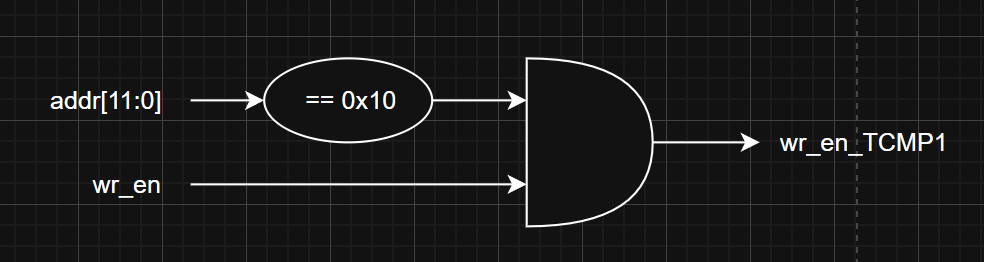 addr[11:0]
== 0x10
wr_en
wr_en_TCMP1